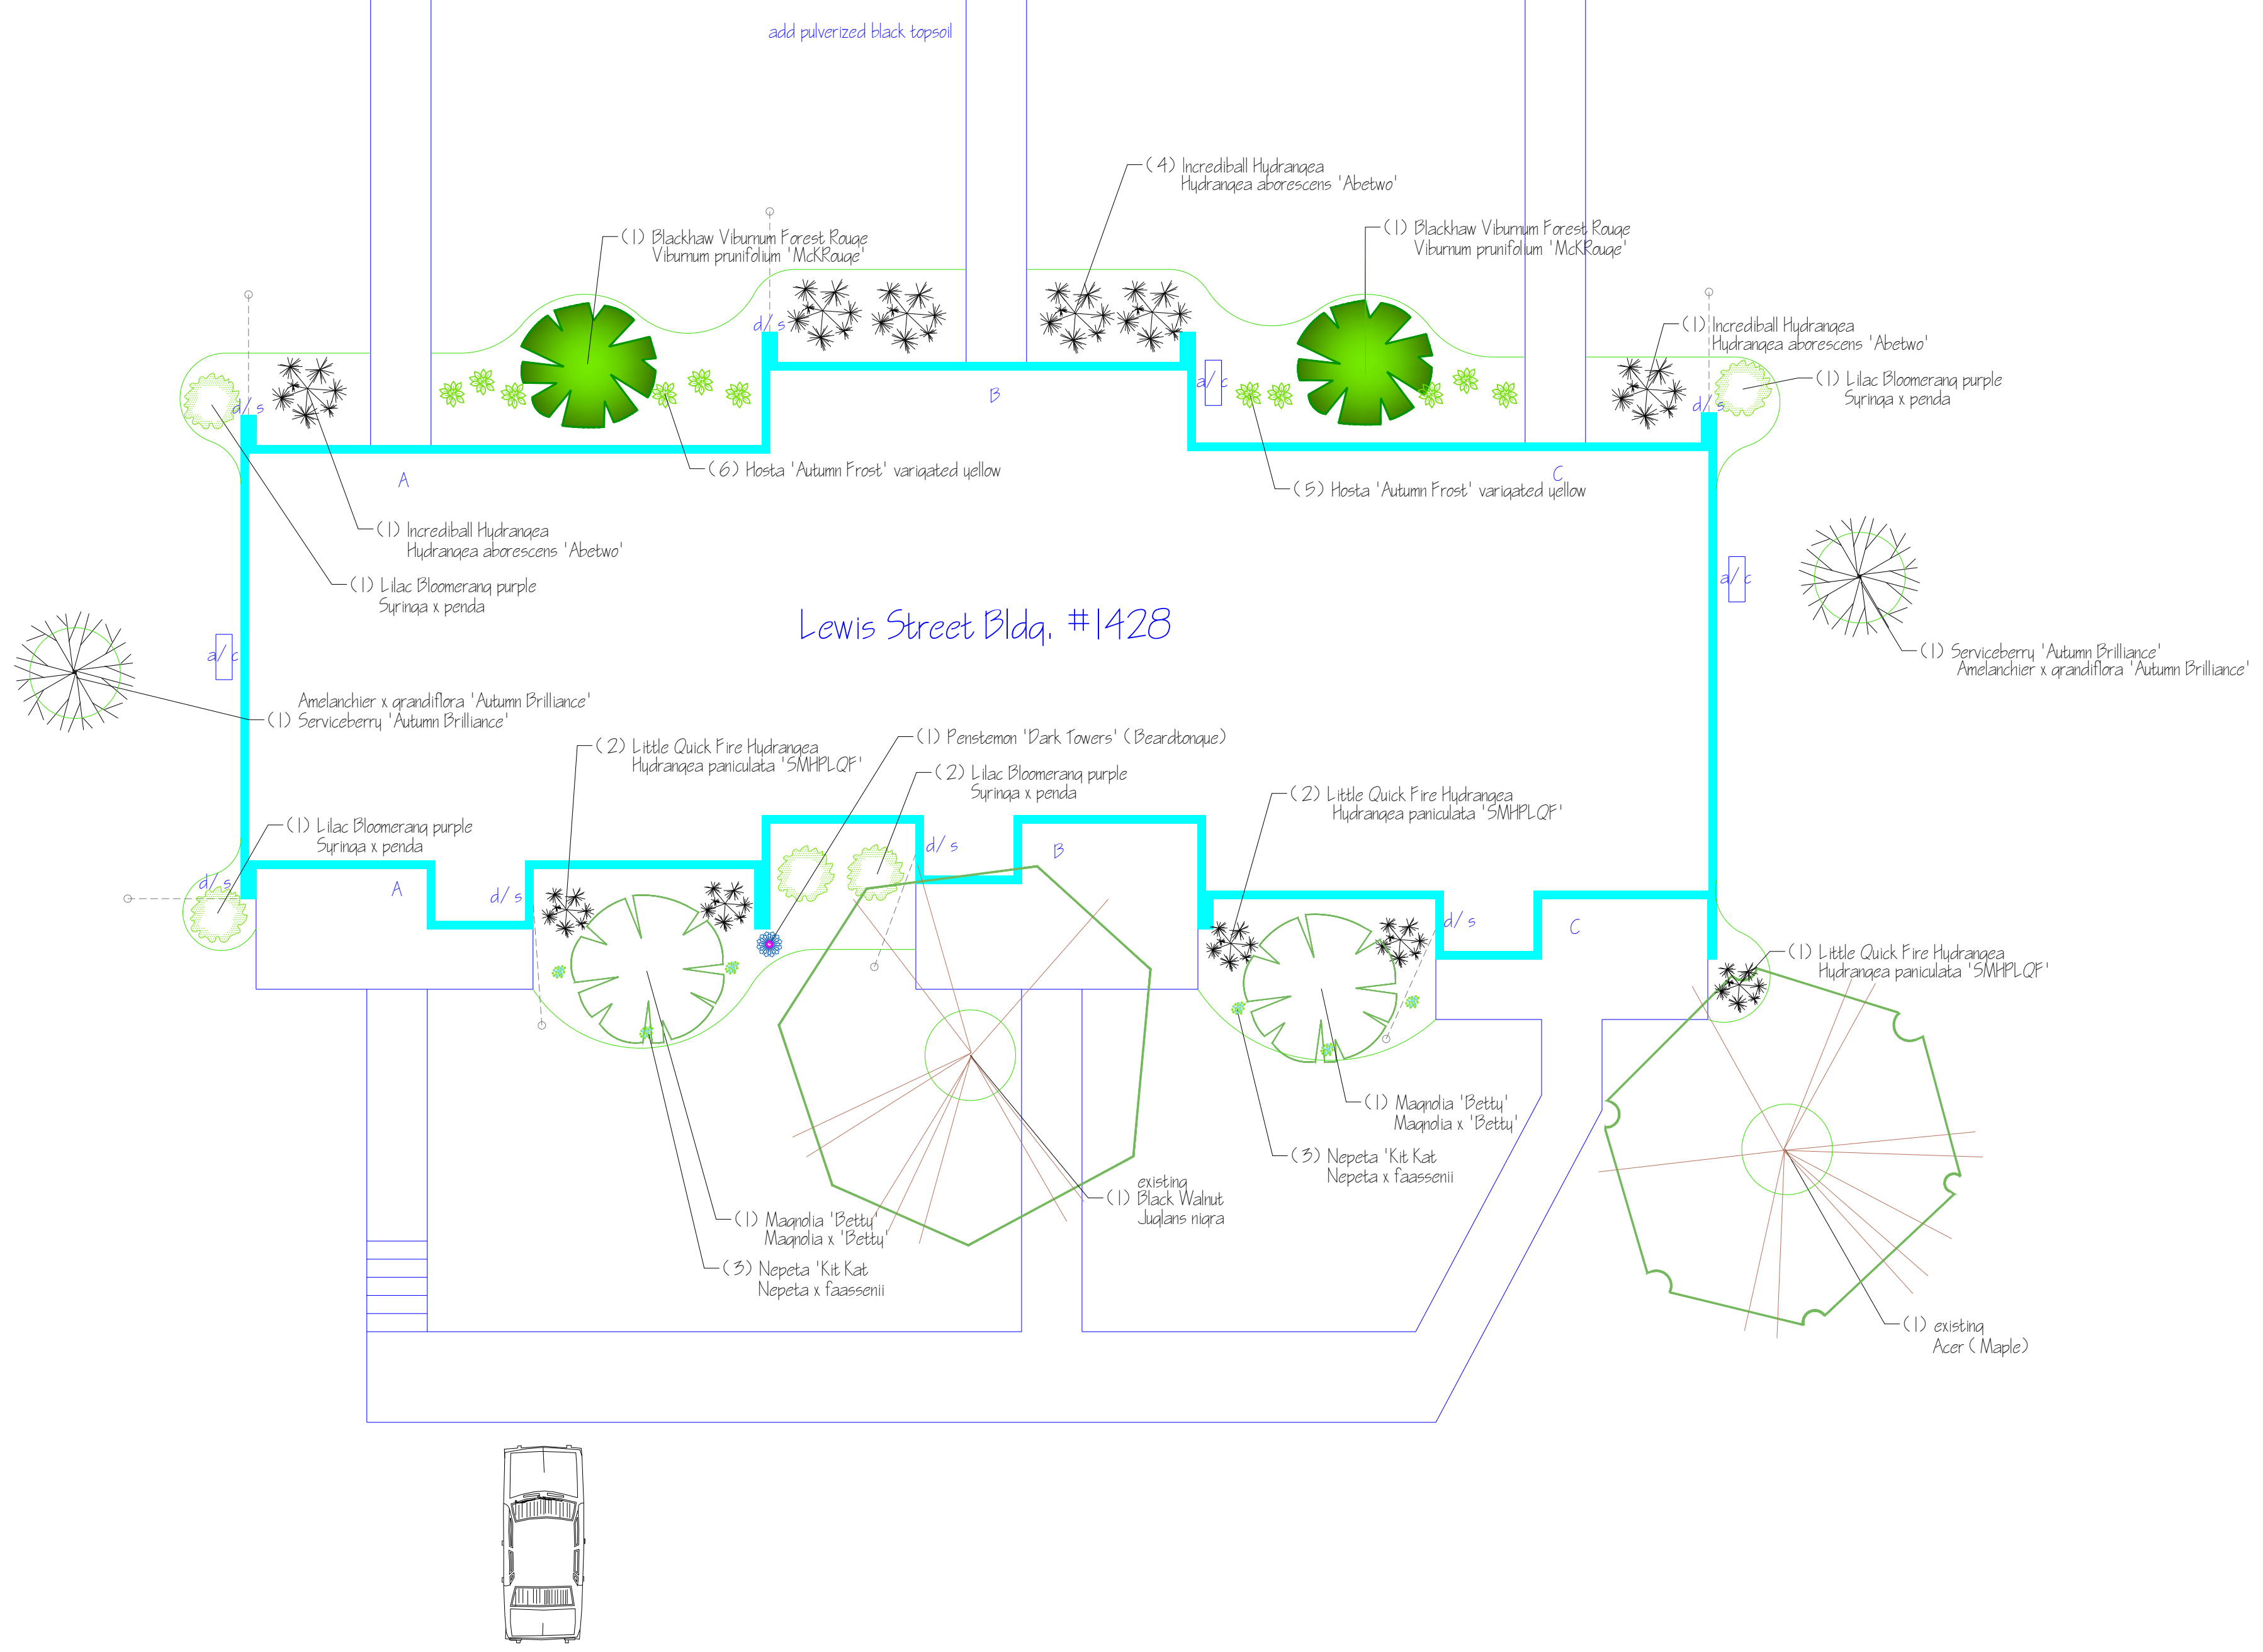 add pulverized black topsoil
(4) Incrediball Hydrangea
Hydrangea aborescens 'Abetwo'
(1) Blackhaw Viburnum Forest Rouge
Viburnum prunifolium 'McKRouge'
(1) Blackhaw Viburnum Forest Rouge
Viburnum prunifolium 'McKRouge'
d/s
(1) Incrediball Hydrangea
Hydrangea aborescens 'Abetwo'
(1) Lilac Bloomerang purple
Syringa x penda
a/c
B
d/s
d/s
(6) Hosta 'Autumn Frost' varigated yellow
A
C
(5) Hosta 'Autumn Frost' varigated yellow
(1) Incrediball Hydrangea
Hydrangea aborescens 'Abetwo'
(1) Lilac Bloomerang purple
Syringa x penda
a/c
Lewis Street Bldg. #1428
a/c
(1) Serviceberry 'Autumn Brilliance'
Amelanchier x grandiflora 'Autumn Brilliance'
Amelanchier x grandiflora 'Autumn Brilliance'
(1) Serviceberry 'Autumn Brilliance'
(1) Penstemon 'Dark Towers' (Beardtongue)
(2) Little Quick Fire Hydrangea
Hydrangea paniculata 'SMHPLQF'
(2) Lilac Bloomerang purple
Syringa x penda
(2) Little Quick Fire Hydrangea
Hydrangea paniculata 'SMHPLQF'
(1) Lilac Bloomerang purple
Syringa x penda
d/s
B
d/s
A
d/s
d/s
C
(1) Little Quick Fire Hydrangea
Hydrangea paniculata 'SMHPLQF'
(1) Magnolia 'Betty'
Magnolia x 'Betty'
(3) Nepeta 'Kit Kat
Nepeta x faassenii
existing
(1) Black Walnut
Juglans nigra
(1) Magnolia 'Betty'
Magnolia x 'Betty'
(3) Nepeta 'Kit Kat
Nepeta x faassenii
(1) existing
Acer (Maple)